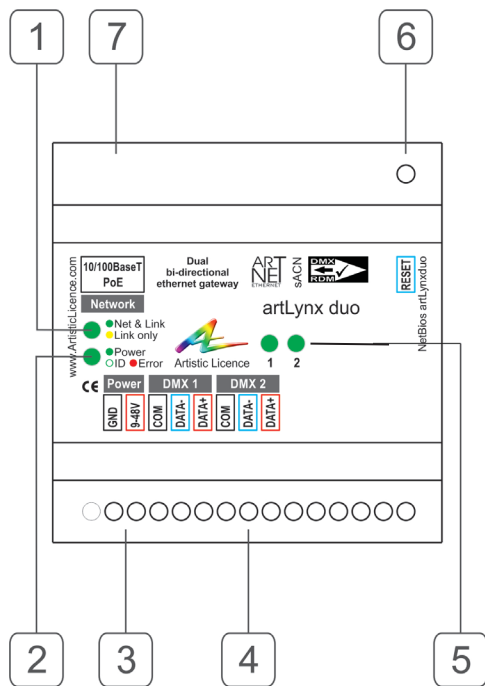 1
7
6
10/100BaseT
PoE
Network
Dual
bi-directional
ethernet gateway
ART
NET
ETHERNET
sACN
DMX
RDM
RESET
www.ArtisticLicence.com
Net & Link
Link only
Power
ID Error
Artistic Licence
artLynx duo
1 2
NetBios artLynxduo
CE
Power DMX 1 DMX 2
GND
9-48V
COM
DATA-
DATA+
COM
DATA-
DATA+
2
3
4
5